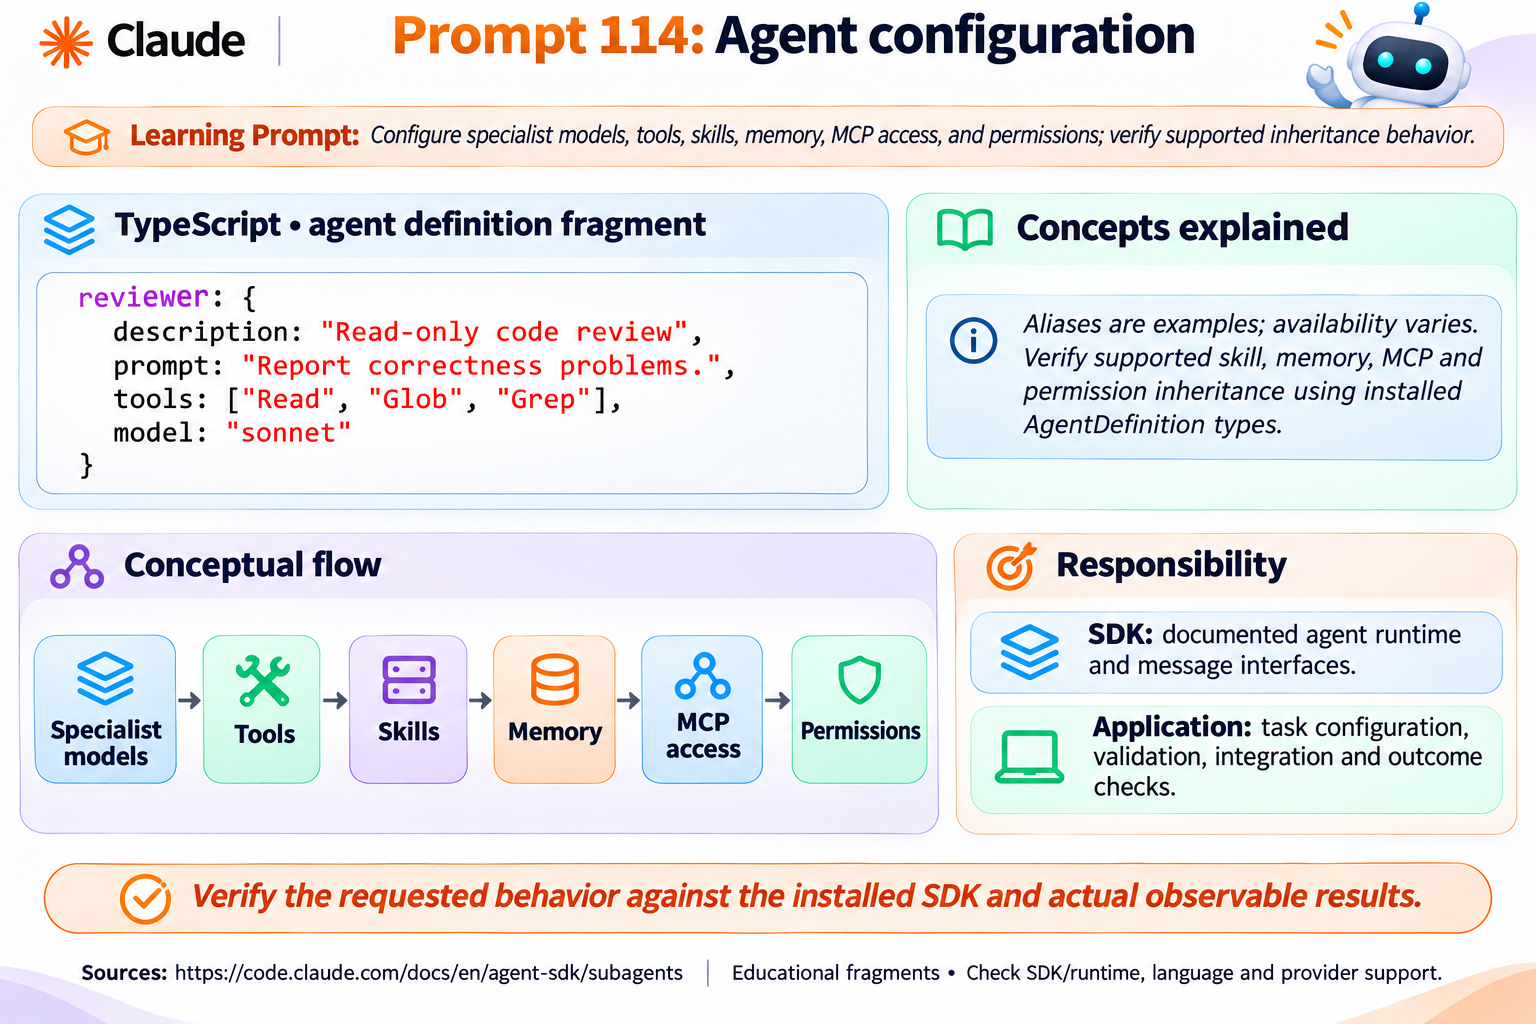 Claude
Prompt 114: Agent configuration
Learning Prompt: Configure specialist models, tools, skills, memory, MCP access, and permissions; verify supported inheritance behavior.
TypeScript • agent definition fragment
reviewer: {
  description: "Read-only code review",
  prompt: "Report correctness problems.",
  tools: ["Read", "Glob", "Grep"],
  model: "sonnet"
}
Concepts explained
Aliases are examples; availability varies.
Verify supported skill, memory, MCP and
permission inheritance using installed
AgentDefinition types.
Conceptual flow
Specialist
models
Tools
Skills
Memory
MCP
access
Permissions
Responsibility
SDK: documented agent runtime
and message interfaces.
Application: task configuration,
validation, integration and outcome
checks.
Verify the requested behavior against the installed SDK and actual observable results.
Sources: https://code.claude.com/docs/en/agent-sdk/subagents
Educational fragments • Check SDK/runtime, language and provider support.